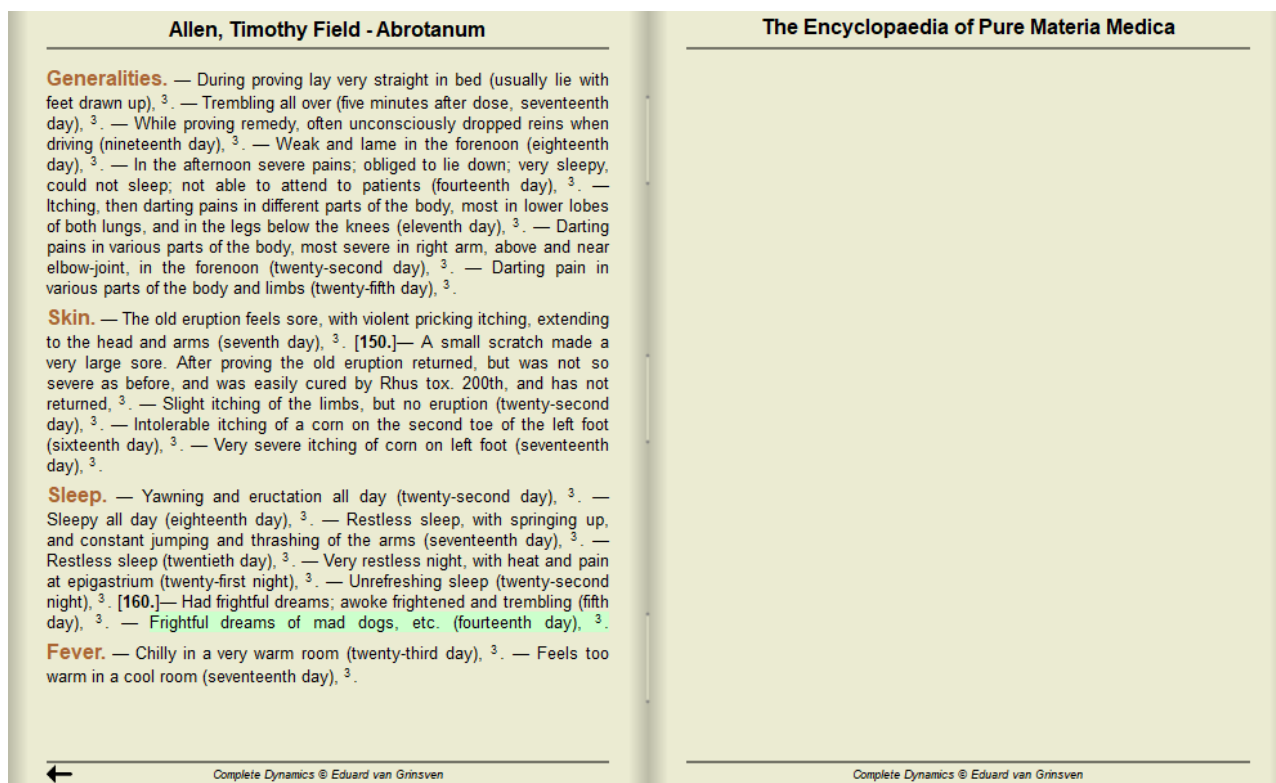 Allen, Timothy Field - Abrotanum
Generalities. — During proving lay very straight in bed (usually lie with
feet drawn up), ³. — Trembling all over (five minutes after dose, seventeenth
day), ³. — While proving remedy, often unconsciously dropped reins when
driving (nineteenth day), ³. — Weak and lame in the forenoon (eighteenth
day), ³. — In the afternoon severe pains; obliged to lie down; very sleepy,
could not sleep; not able to attend to patients (fourteenth day), ³. —
Itching, then darting pains in different parts of the body, most in lower lobes
of both lungs, and in the legs below the knees (eleventh day), ³. — Darting
pains in various parts of the body, most severe in right arm, above and near
elbow-joint, in the forenoon (twenty-second day), ³. — Darting pain in
various parts of the body and limbs (twenty-fifth day), ³.
Skin. — The old eruption feels sore, with violent pricking itching, extending
to the head and arms (seventh day), ³. [150.]— A small scratch made a
very large sore. After proving the old eruption returned, but was not so
severe as before, and was easily cured by Rhus tox. 200th, and has not
returned, ³. — Slight itching of the limbs, but no eruption (twenty-second
day), ³. — Intolerable itching of a corn on the second toe of the left foot
(sixteenth day), ³. — Very severe itching of corn on left foot (seventeenth
day), ³.
Sleep. — Yawning and eructation all day (twenty-second day), ³. —
Sleepy all day (eighteenth day), ³. — Restless sleep, with springing up,
and constant jumping and thrashing of the arms (seventeenth day), ³. —
Restless sleep (twentieth day), ³. — Very restless night, with heat and pain
at epigastrium (twenty-first night), ³. — Unrefreshing sleep (twenty-second
night), ³. [160.]— Had frightful dreams; awoke frightened and trembling (fifth
day), ³. — Frightful dreams of mad dogs, etc. (fourteenth day), ³.
Fever. — Chilly in a very warm room (twenty-third day), ³. — Feels too
warm in a cool room (seventeenth day), ³.
Complete Dynamics © Eduard van Grinsven
The Encyclopaedia of Pure Materia Medica
Complete Dynamics © Eduard van Grinsven